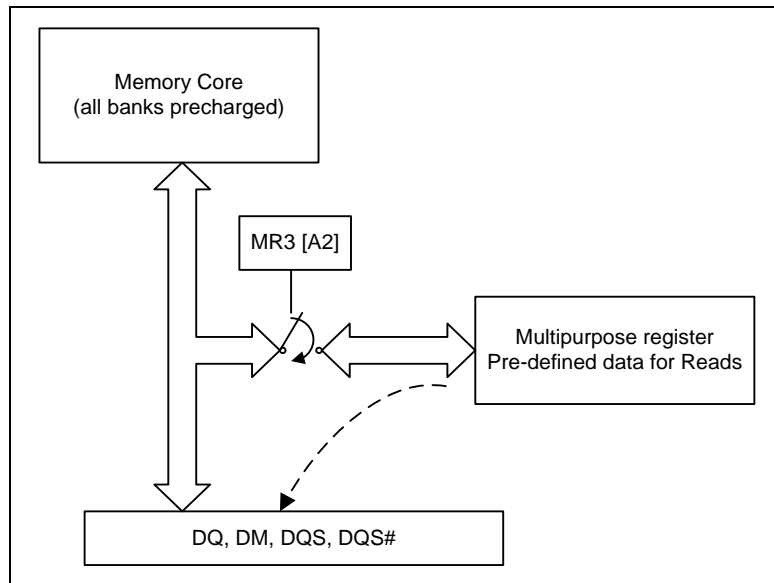 Memory Core
(all banks precharged)
MR3 [A2]
Multipurpose register
Pre-defined data for Reads
DQ, DM, DQS, DQS#